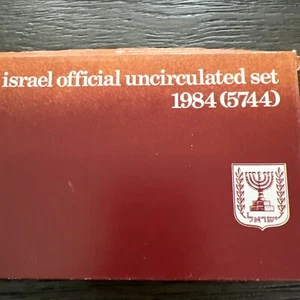 israel official uncirculated set
1984 (5744)
ישראל